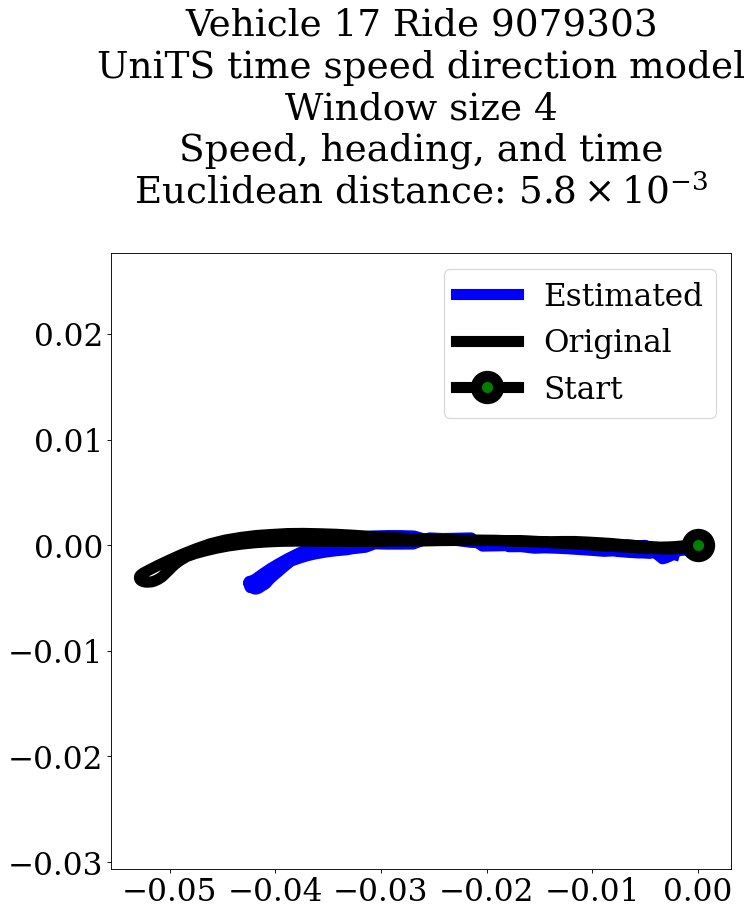 Vehicle 17 Ride 9079303
UniTS time speed direction model
Window size 4
Speed, heading, and time
Euclidean distance: 5.8 × 10⁻³
Estimated
Original
Start
0.02
0.01
0.00
−0.01
−0.02
−0.03
−0.05 −0.04 −0.03 −0.02 −0.01 0.00